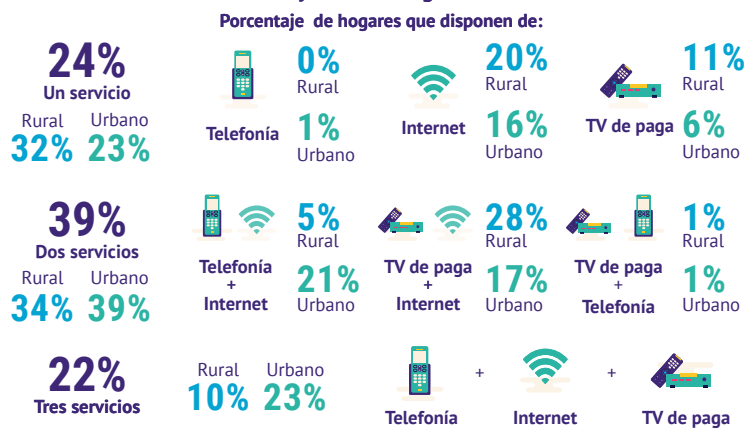 Porcentaje de hogares que disponen de:
24%
Un servicio
Rural Urbano
32% 23%
Telefonía
0%
Rural
1%
Urbano
Internet
20%
Rural
16%
Urbano
TV de paga
11%
Rural
6%
Urbano
39%
Dos servicios
Rural Urbano
34% 39%
Telefonía
+
Internet
5%
Rural
21%
Urbano
TV de paga
+
Internet
28%
Rural
17%
Urbano
TV de paga
+
Telefonía
1%
Rural
1%
Urbano
22%
Tres servicios
Rural Urbano
10% 23%
+ +
Telefonía Internet TV de paga